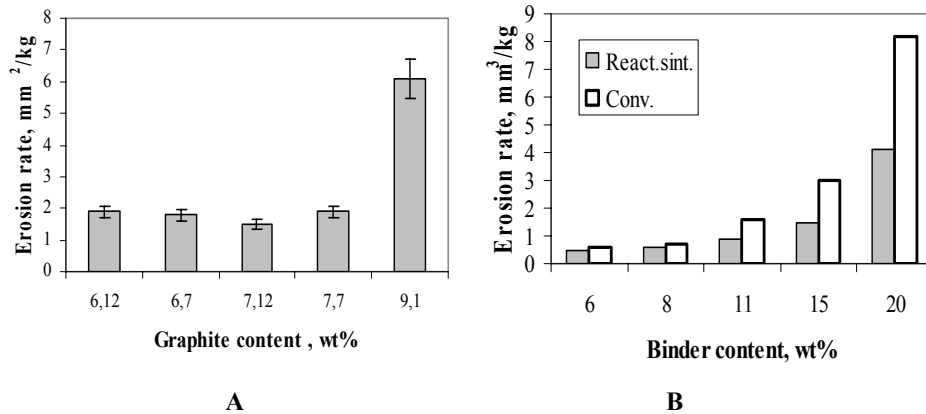 8
7
6
5
4
3
2
1
0
Erosion rate, mm ²/kg
6,12 6,7 7,12 7,7 9,1
Graphite content , wt%
A
9
8
7
6
5
4
3
2
1
0
Erosion rate, mm³/kg
React.sint.
Conv.
6 8 11 15 20
Binder content, wt%
B